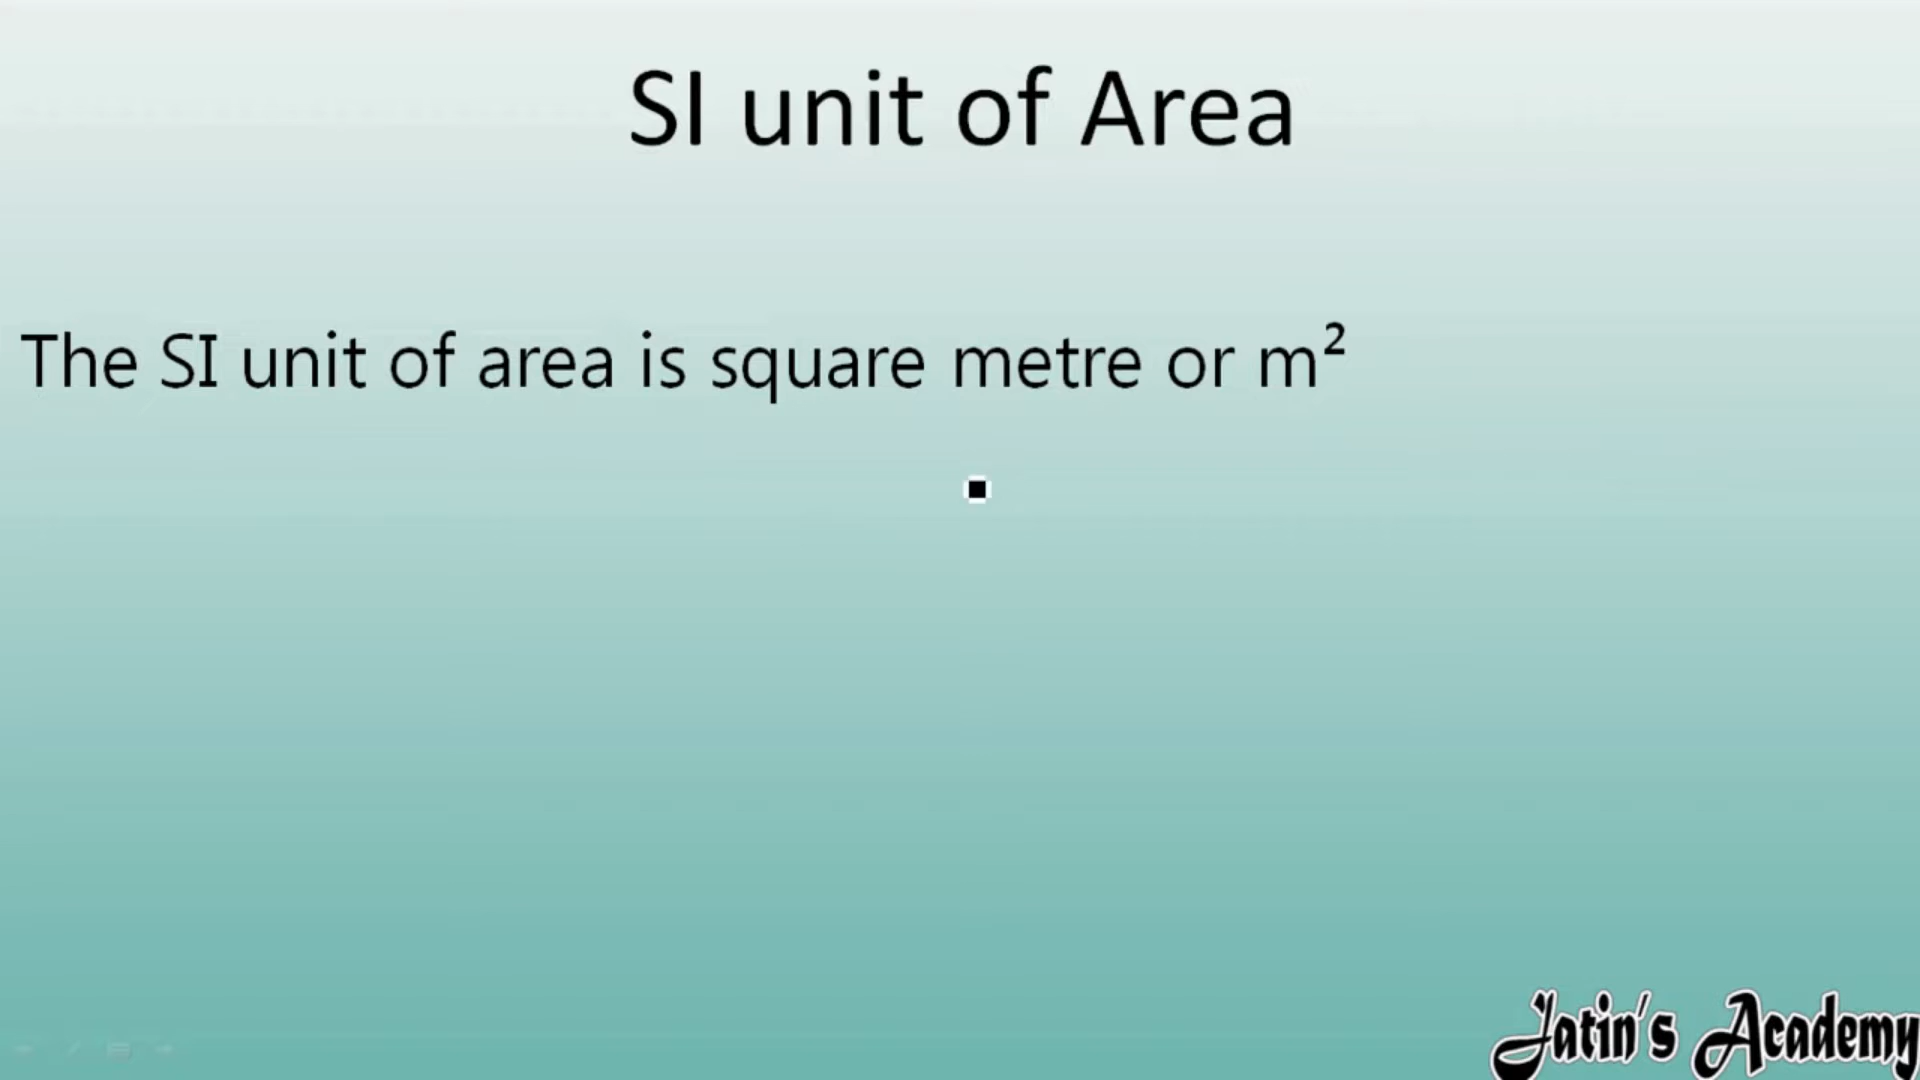 SI unit of Area
The SI unit of area is square metre or m²
Jatin's Academy